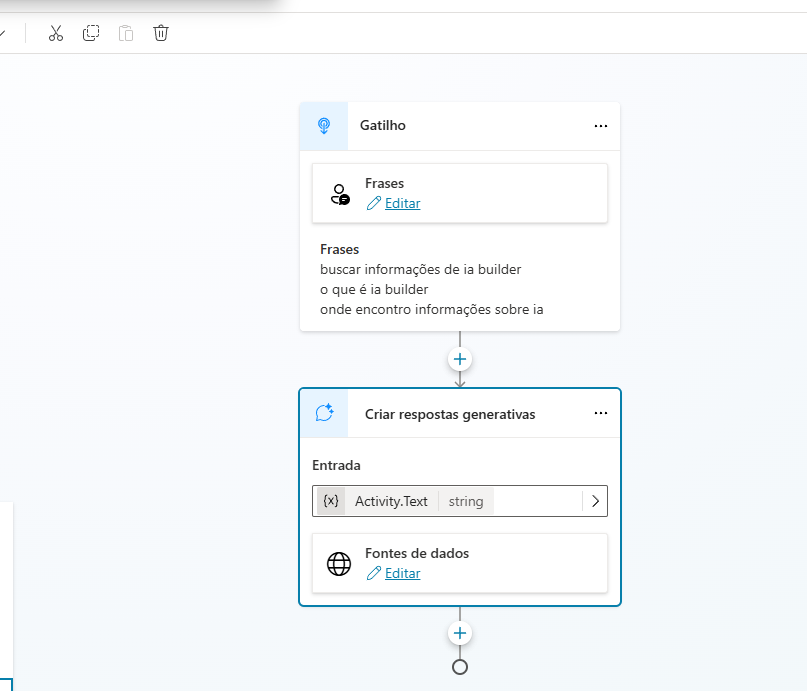 Gatilho
Frases
Editar
Frases
buscar informações de ia builder
o que é ia builder
onde encontro informações sobre ia
Criar respostas generativas
Entrada
{x} Activity.Text string
Fontes de dados
Editar